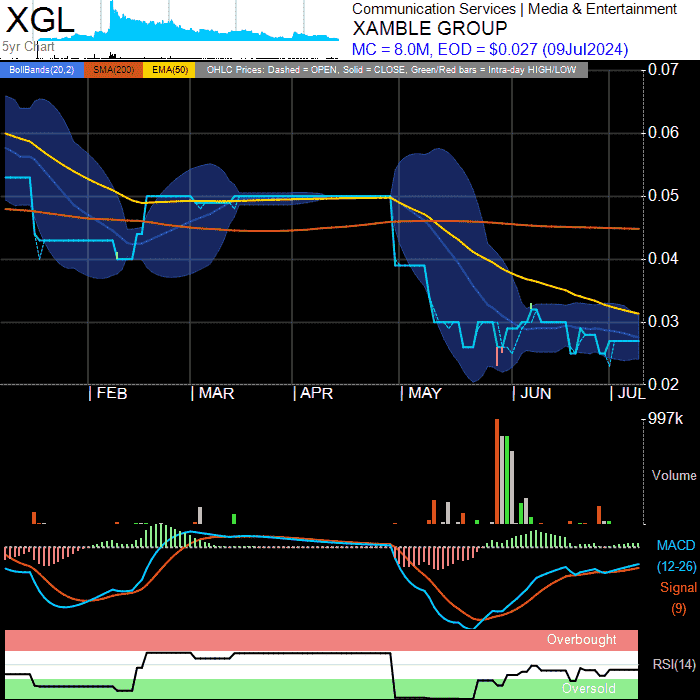 XGL
5yr Chart
Communication Services | Media & Entertainment
XAMBLE GROUP
MC = 8.0M, EOD = $0.027 (09Jul2024)
BollBands(20,2) SMA(200) EMA(50) OHLC Prices: Dashed = OPEN, Solid = CLOSE, Green/Red bars = Intra-day HIGH/LOW
0.07
0.06
0.05
0.04
0.03
0.02
FEB MAR APR MAY JUN JUL
997k
Volume
MACD
(12-26)
Signal
(9)
Overbought
RSI(14)
Oversold